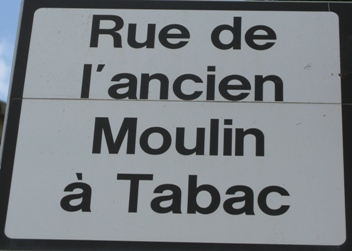 Rue de
l'ancien
Moulin
à Tabac